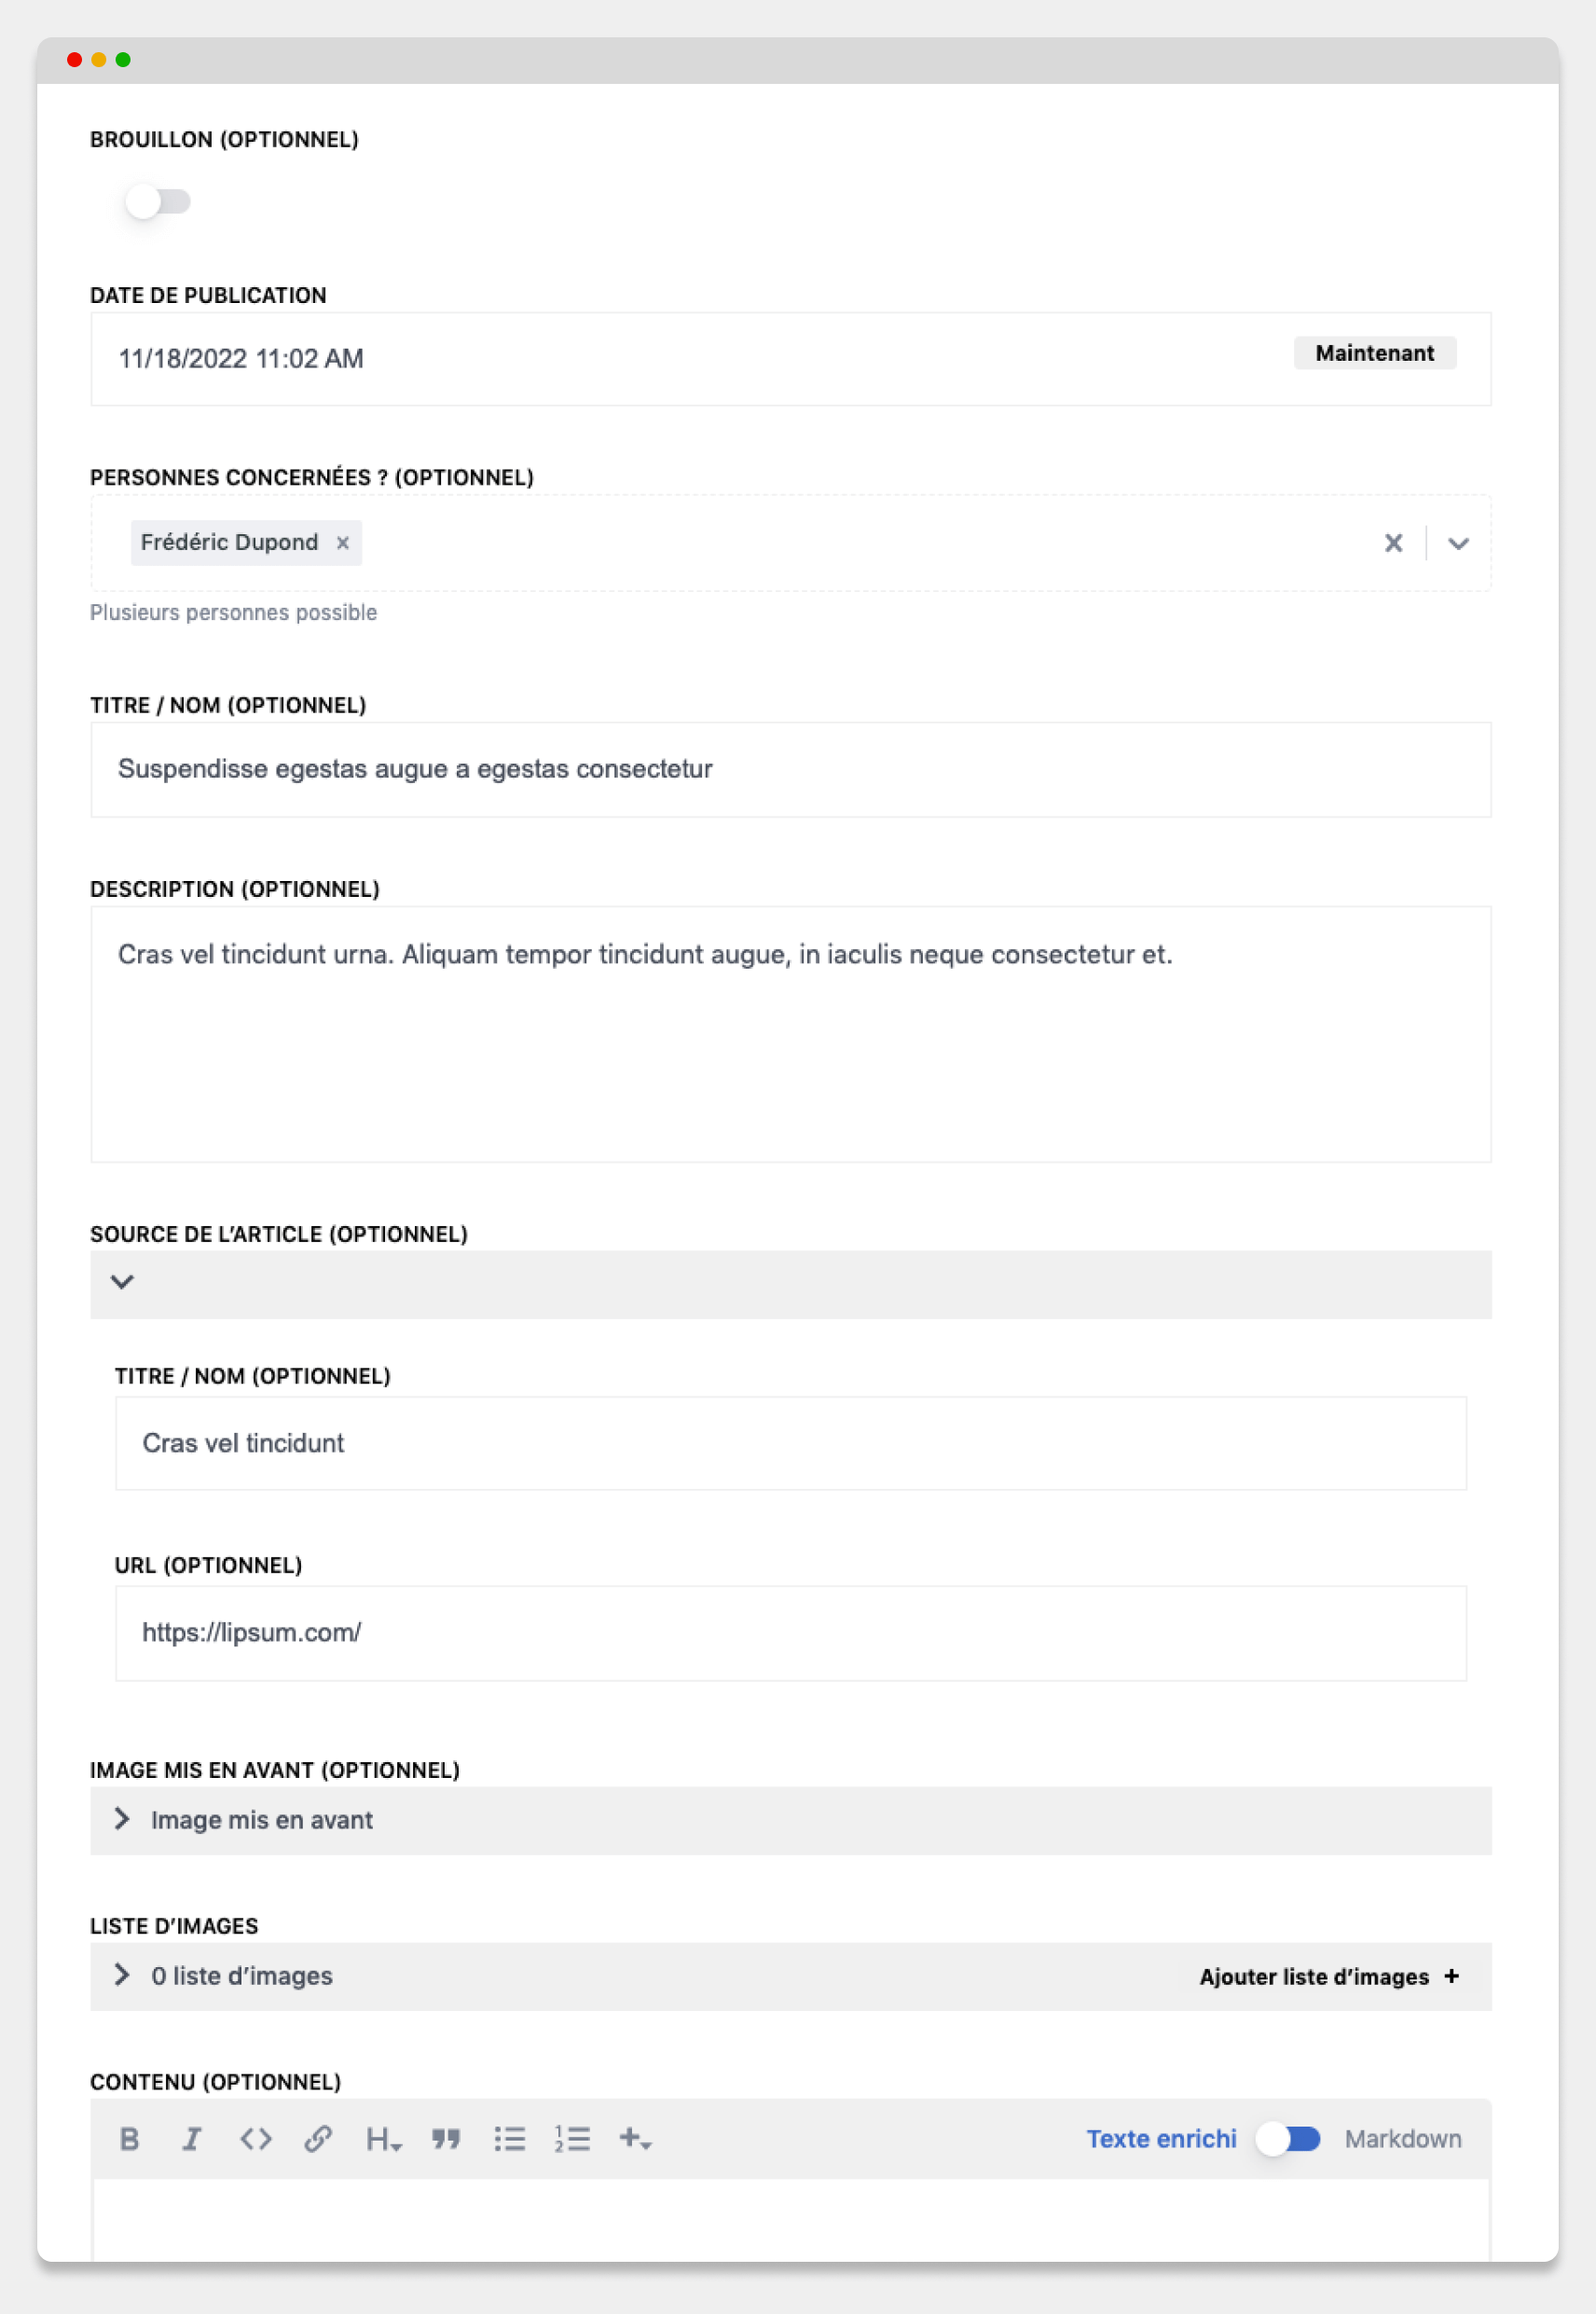 BROUILLON (OPTIONNEL)
DATE DE PUBLICATION
11/18/2022 11:02 AM
Maintenant
PERSONNES CONCERNÉES ? (OPTIONNEL)
Frédéric Dupond ×
Plusieurs personnes possible
TITRE / NOM (OPTIONNEL)
Suspendisse egestas augue a egestas consectetur
DESCRIPTION (OPTIONNEL)
Cras vel tincidunt urna. Aliquam tempor tincidunt augue, in iaculis neque consectetur et.
SOURCE DE L’ARTICLE (OPTIONNEL)
TITRE / NOM (OPTIONNEL)
Cras vel tincidunt
URL (OPTIONNEL)
https://lipsum.com/
IMAGE MIS EN AVANT (OPTIONNEL)
Image mis en avant
LISTE D’IMAGES
0 liste d’images
Ajouter liste d’images +
CONTENU (OPTIONNEL)
Texte enrichi
Markdown